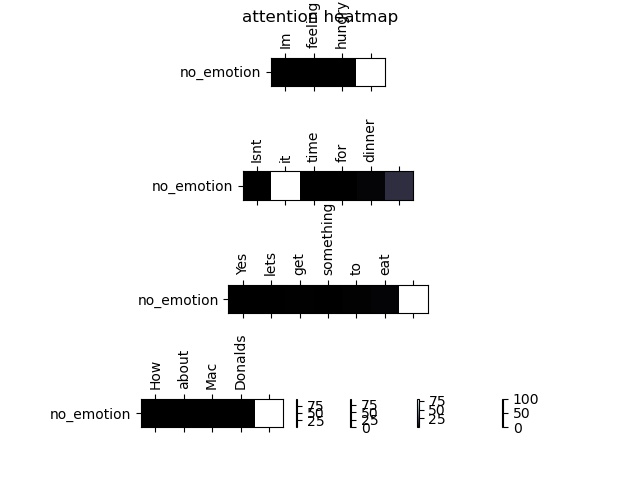 attention heatmap
Im feeling hungry
no_emotion
Isnt it time for dinner
no_emotion
Yes lets get something to eat
no_emotion
How about Mac Donalds
no_emotion
75 50 25
75 50 25 0
75 50 25
100 50 0